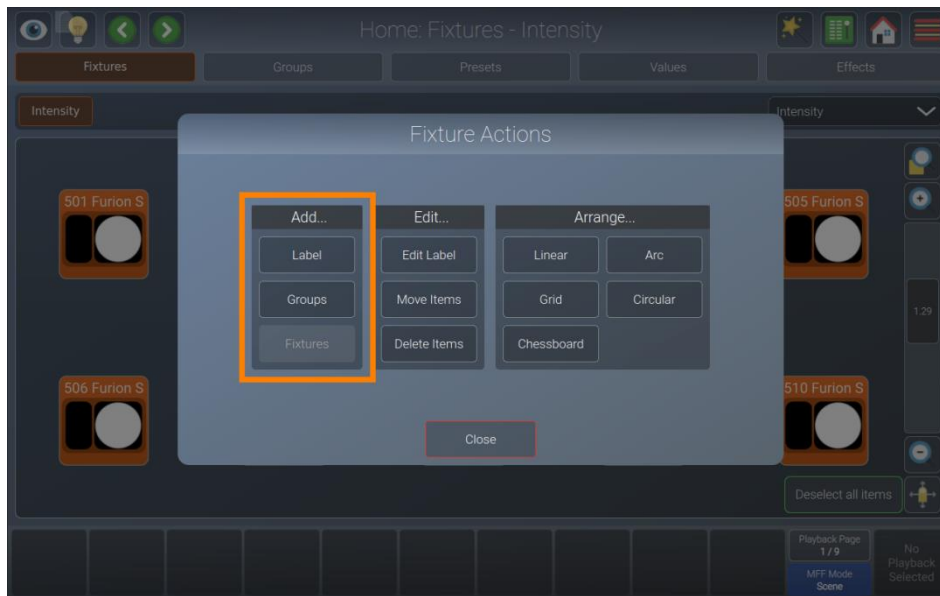 Home: Fixtures - Intensity
Fixtures
Groups
Presets
Values
Effects
Intensity
Intensity
Fixture Actions
501 Furion S
505 Furion S
Add...
Edit...
Arrange...
Label
Edit Label
Linear
Arc
Groups
Move Items
Grid
Circular
1.29
Fixtures
Delete Items
Chessboard
506 Furion S
510 Furion S
Close
Deselect all items
Playback Page
1 / 9
MFF Mode
Scene
No
Playback
Selected